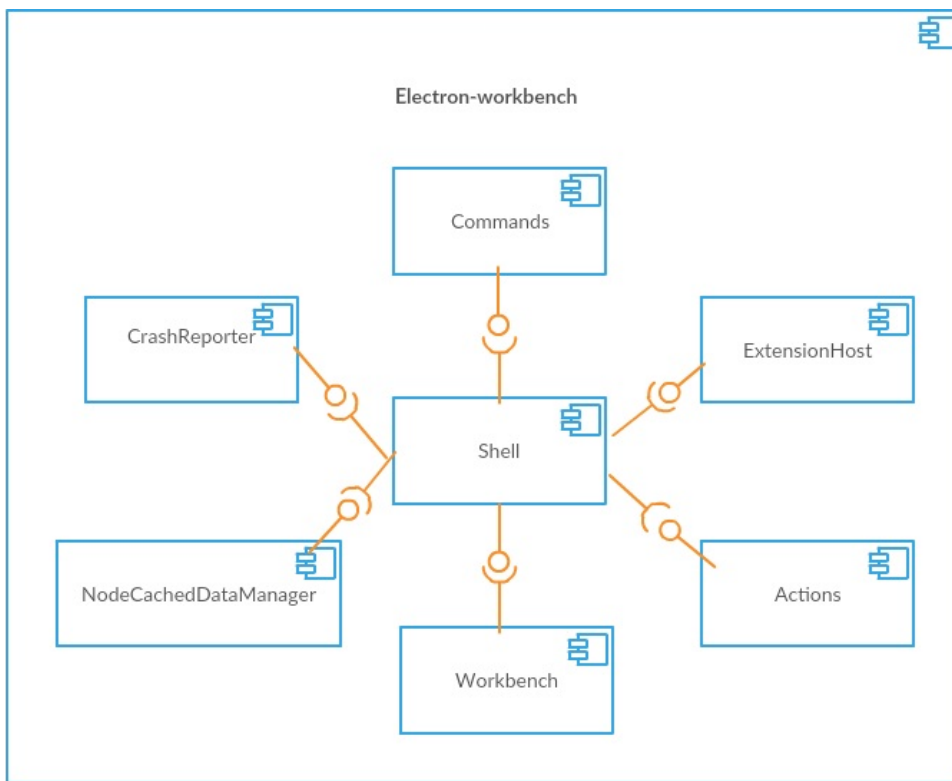 Electron-workbench
Commands
CrashReporter
ExtensionHost
Shell
NodeCachedDataManager
Actions
Workbench